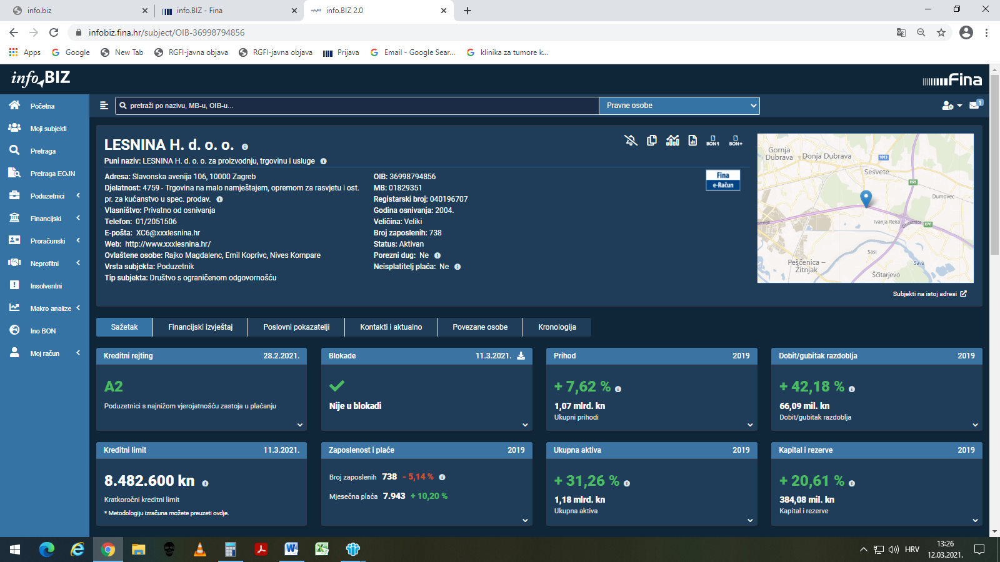 info.biz
info.BIZ - Fina
info.BIZ 2.0
infobiz.fina.hr/subject/OIB-36998794856
Apps
Google
New Tab
RGFI-javna objava
RGFI-javna objava
Prijava
Email - Google Sear...
klinika za tumore k...
info.BIZ
Fina
Početna
Moji subjekti
Pretraga
Pretraga EOJN
Poduzetnici
Financijski
Proračunski
Neprofitni
Insolventni
Makro analize
Ino BON
Moj račun
pretraži po nazivu, MB-u, OIB-u...
Pravne osobe
1
LESNINA H. d. o. o.
BON1
BON+
Puni naziv: LESNINA H. d. o. o. za proizvodnju, trgovinu i usluge
Adresa: Slavonska avenija 106, 10000 Zagreb
Djelatnost: 4759 - Trgovina na malo namještajem, opremom za rasvjetu i ost.
pr. za kućanstvo u spec. prodav.
Vlasništvo: Privatno od osnivanja
Telefon: 01/2051506
E-pošta: XC6@xxxlesnina.hr
Web: http://www.xxxlesnina.hr/
Ovlaštene osobe: Rajko Magdalenc, Emil Koprivc, Nives Kompare
Vrsta subjekta: Poduzetnik
Tip subjekta: Društvo s ograničenom odgovornošću
OIB: 36998794856
MB: 01829351
Registarski broj: 040196707
Godina osnivanja: 2004.
Veličina: Veliki
Broj zaposlenih: 738
Status: Aktivan
Porezni dug: Ne
Neisplatitelj plaća: Ne
Fina
e-Račun
Gornja
Dubrava
Donja Dubrava
1013
Sesvete
E65
Dumovec
Ivanja Reka
Obilaznica
E70
Sasi
Sava
Peščenica –
Žitnjak
Ščitarjevo
Subjekti na istoj adresi
Sažetak
Financijski izvještaj
Poslovni pokazatelji
Kontakti i aktualno
Povezane osobe
Kronologija
Kreditni rejting 28.2.2021.
A2
Poduzetnici s najnižom vjerojatnošću zastoja u plaćanju
Blokade 11.3.2021.
Nije u blokadi
Prihod 2019
+ 7,62 %
1,07 mlrd. kn
Ukupni prihodi
Dobit/gubitak razdoblja 2019
+ 42,18 %
66,09 mil. kn
Dobit/gubitak razdoblja
Kreditni limit 11.3.2021.
8.482.600 kn
Kratkoročni kreditni limit
* Metodologiju izračuna možete preuzeti ovdje.
Zaposlenost i plaće 2019
Broj zaposlenih 738 - 5,14 %
Mjesečna plaća 7.943 + 10,20 %
Ukupna aktiva 2019
+ 31,26 %
1,18 mlrd. kn
Ukupna aktiva
Kapital i rezerve 2019
+ 20,61 %
384,08 mil. kn
Kapital i rezerve
HRV
13:26
12.03.2021.